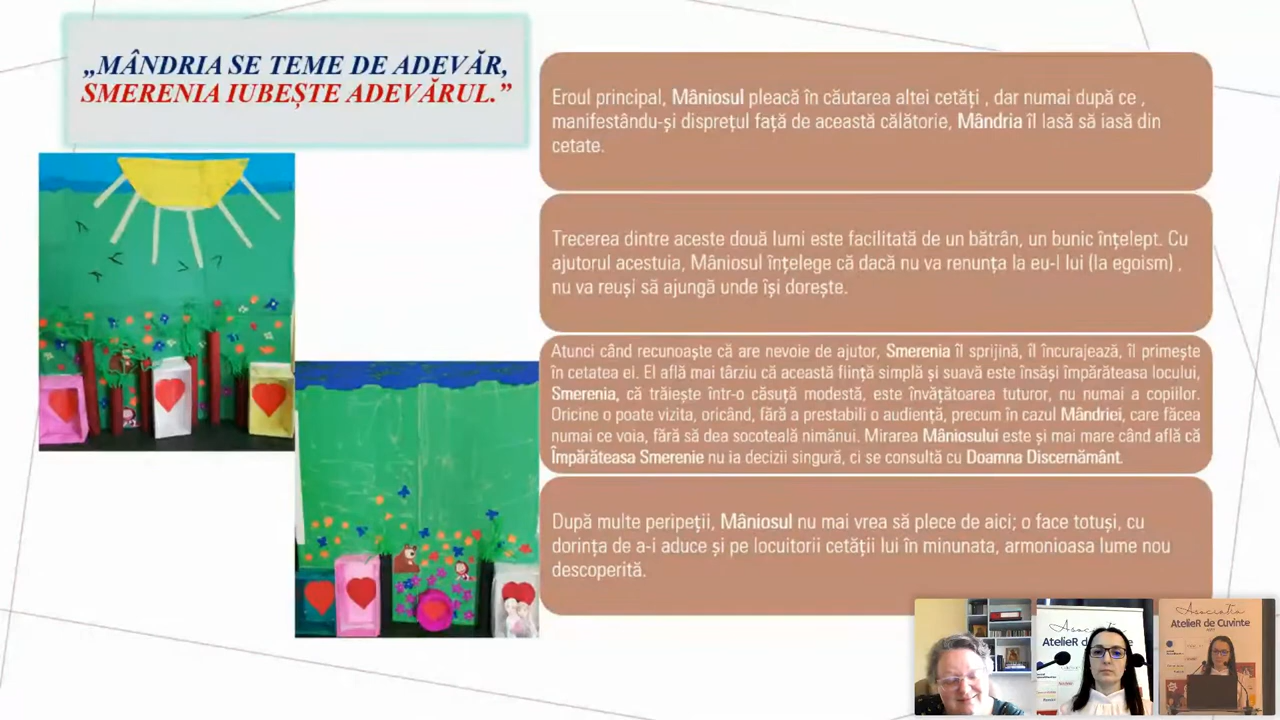 „MÂNDRIA SE TEME DE ADEVĂR,
SMERENIA IUBEȘTE ADEVĂRUL.”
Eroul principal, Mâniosul pleacă în căutarea altei cetăți , dar numai după ce ,
manifestându-și disprețul față de această călătorie, Mândria îl lasă să iasă din
cetate.
Trecerea dintre aceste două lumi este facilitată de un bătrân, un bunic înțelept. Cu
ajutorul acestuia, Mâniosul înțelege că dacă nu va renunța la eu-l lui (la egoism) ,
nu va reuși să ajungă unde își dorește.
Atunci când recunoaște că are nevoie de ajutor, Smerenia îl sprijină, îl încurajează, îl primește
în cetatea ei. El află mai târziu că această ființă simplă și suavă este însăși împărăteasa locului,
Smerenia, că trăiește într-o căsuță modestă, este învățătoarea tuturor, nu numai a copiilor.
Oricine o poate vizita, oricând, fără a prestabili o audiență, precum în cazul Mândriei, care făcea
numai ce voia, fără să dea socoteală nimănui. Mirarea Mâniosului este și mai mare când află că
Împărăteasa Smerenie nu ia decizii singură, ci se consultă cu Doamna Discernământ.
După multe peripeții, Mâniosul nu mai vrea să plece de aici; o face totuși, cu
dorința de a-i aduce și pe locuitorii cetății lui în minunata, armonioasa lume nou
descoperită.
Asociația
AtelieR de Cuvinte